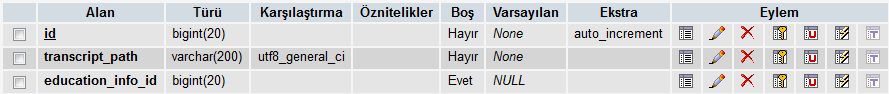 Alan Türü Karşılaştırma Öznitelikler Boş Varsayılan Ekstra Eylem
id bigint(20) Hayır None auto_increment
transcript_path varchar(200) utf8_general_ci Hayır None
education_info_id bigint(20) Evet NULL